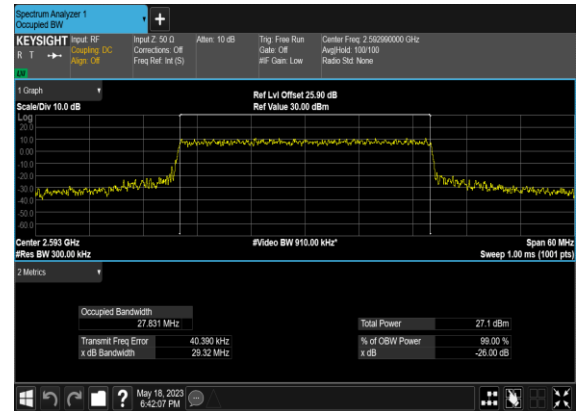 Spectrum Analyzer 1
Occupied BW
KEYSIGHT
R T
LXI
Input: RF
Coupling: DC
Align: Off
Input Z: 50 Ω
Corrections: Off
Freq Ref: Int (S)
Atten: 10 dB
Trig: Free Run
Gate: Off
#IF Gain: Low
Center Freq: 2.592990000 GHz
Avg|Hold: 100/100
Radio Std: None
1 Graph
Scale/Div 10.0 dB
Ref Lvl Offset 25.90 dB
Ref Value 30.00 dBm
Log
20.0
10.0
0.00
-10.0
-20.0
-30.0
-40.0
-50.0
-60.0
Center 2.593 GHz
#Video BW 910.00 kHz*
Span 60 MHz
#Res BW 300.00 kHz
Sweep 1.00 ms (1001 pts)
2 Metrics
Occupied Bandwidth
27.831 MHz
Total Power 27.1 dBm
Transmit Freq Error 40.390 kHz
% of OBW Power 99.00 %
x dB Bandwidth 29.32 MHz
x dB -26.00 dB
May 18, 2023
6:42:07 PM